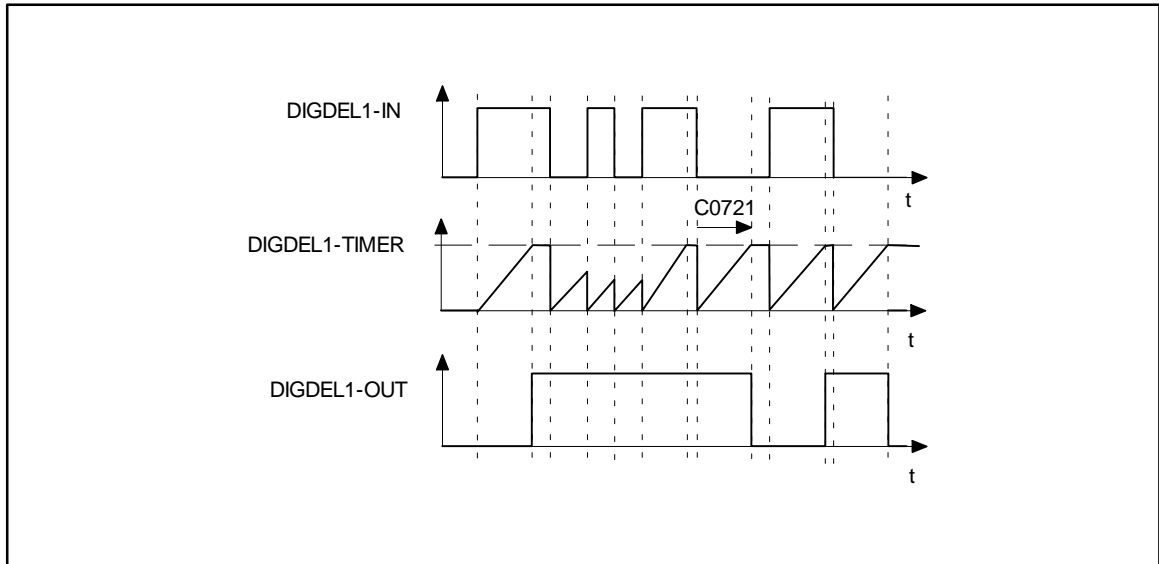 DIGDEL1-IN
t
C0721
DIGDEL1-TIMER
t
DIGDEL1-OUT
t